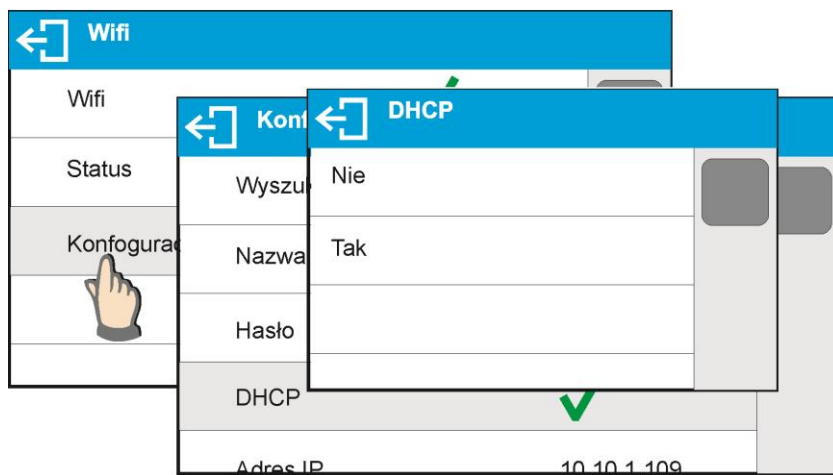 Wifi
Wifi
Status
Konfogurac
Konf
Wyszu
Nazwa
Hasło
DHCP
Adres IP 10.10.1.109
DHCP
Nie
Tak